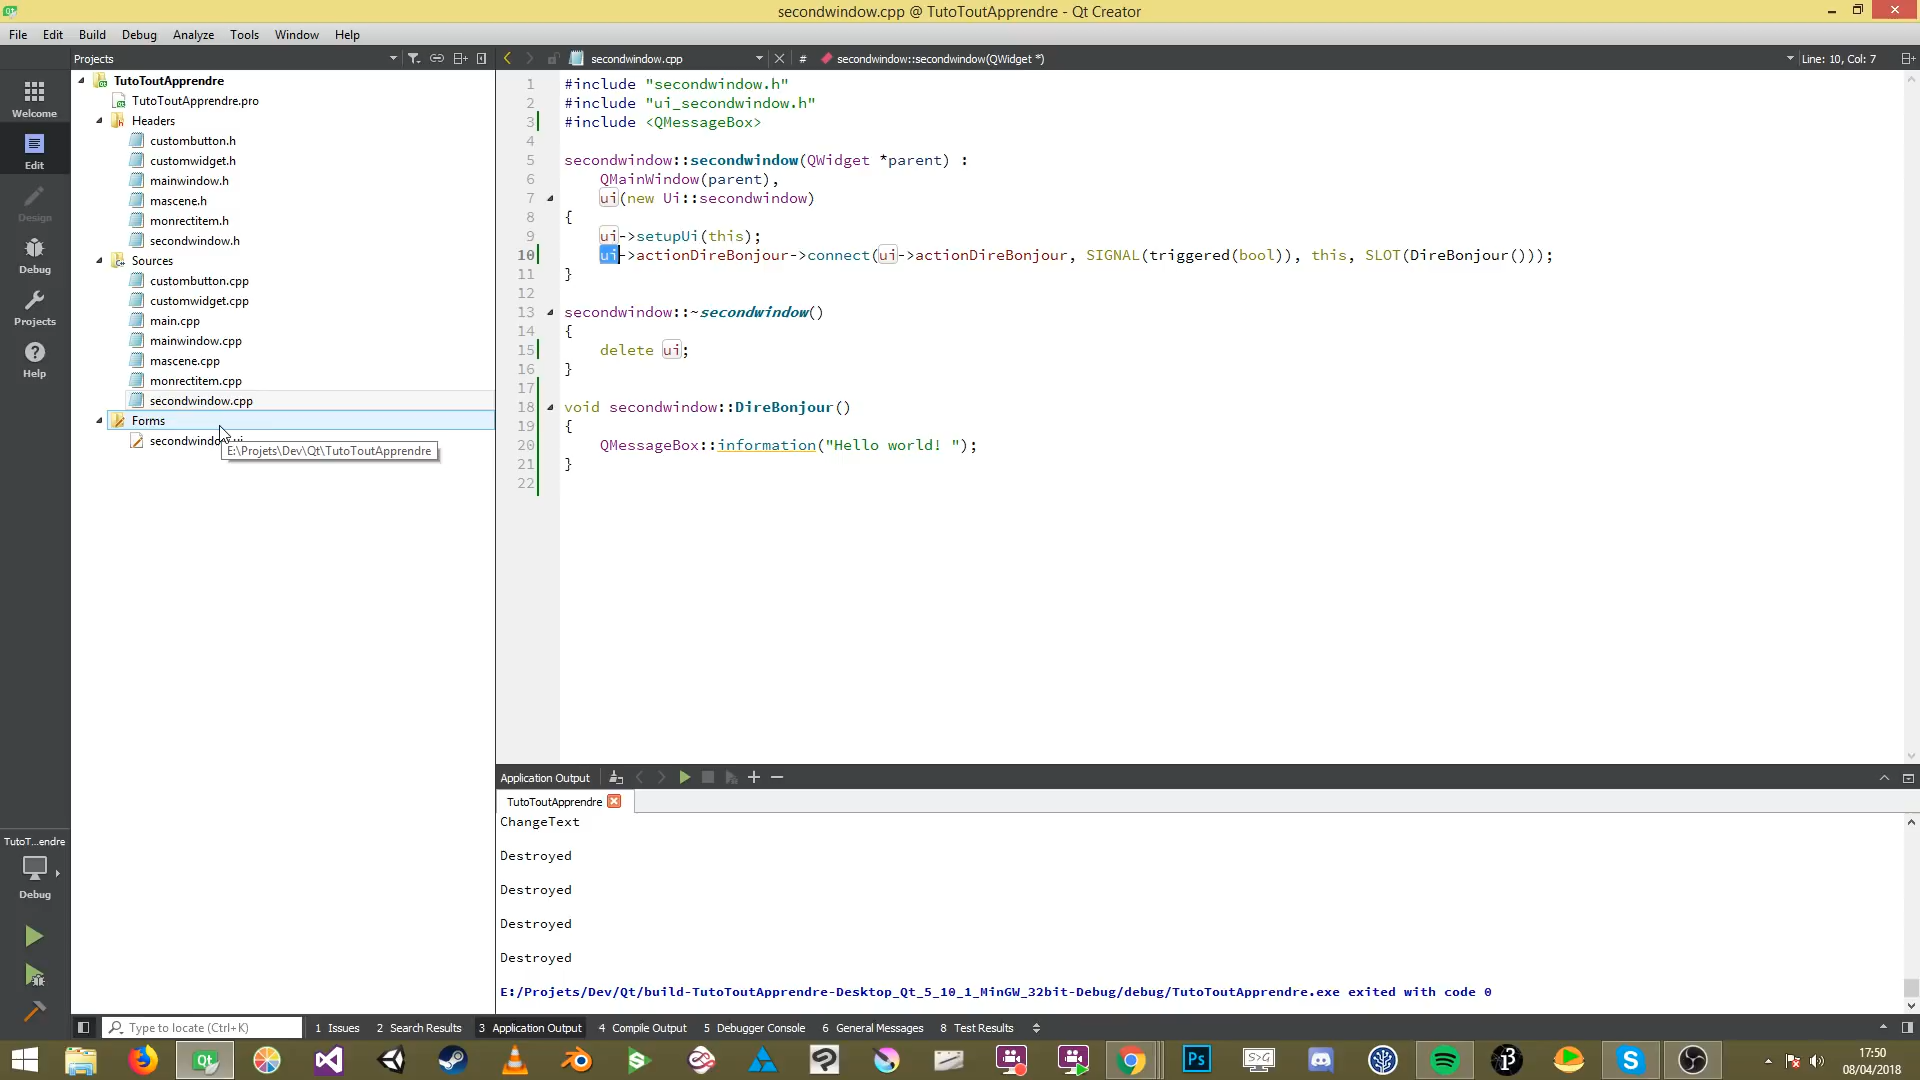 secondwindow.cpp @ TutoToutApprendre - Qt Creator
File Edit Build Debug Analyze Tools Window Help
Projects
secondwindow.cpp
#
secondwindow::secondwindow(QWidget *)
Line: 10, Col: 7
Welcome
Edit
Design
Debug
Projects
Help
TutoToutApprendre
TutoToutApprendre.pro
Headers
custombutton.h
customwidget.h
mainwindow.h
mascene.h
monrectitem.h
secondwindow.h
Sources
custombutton.cpp
customwidget.cpp
main.cpp
mainwindow.cpp
mascene.cpp
monrectitem.cpp
secondwindow.cpp
Forms
E:\Projets\Dev\Qt\TutoToutApprendre
1 #include "secondwindow.h"
2 #include "ui_secondwindow.h"
3 #include <QMessageBox>
4
5 secondwindow::secondwindow(QWidget *parent) :
6 QMainWindow(parent),
7 ui(new Ui::secondwindow)
8 {
9 ui->setupUi(this);
10 ui->actionDireBonjour->connect(ui->actionDireBonjour, SIGNAL(triggered(bool)), this, SLOT(DireBonjour()));
11 }
12
13 secondwindow::~secondwindow()
14 {
15 delete ui;
16 }
17
18 void secondwindow::DireBonjour()
19 {
20 QMessageBox::information("Hello world! ");
21 }
22
Application Output
TutoToutApprendre
ChangeText
Destroyed
Destroyed
Destroyed
Destroyed
E:/Projets/Dev/Qt/build-TutoToutApprendre-Desktop_Qt_5_10_1_MinGW_32bit-Debug/debug/TutoToutApprendre.exe exited with code 0
TutoT...endre
Debug
Type to locate (Ctrl+K)
1 Issues 2 Search Results 3 Application Output 4 Compile Output 5 Debugger Console 6 General Messages 8 Test Results
Qt
Ps
S>G
17:50
08/04/2018